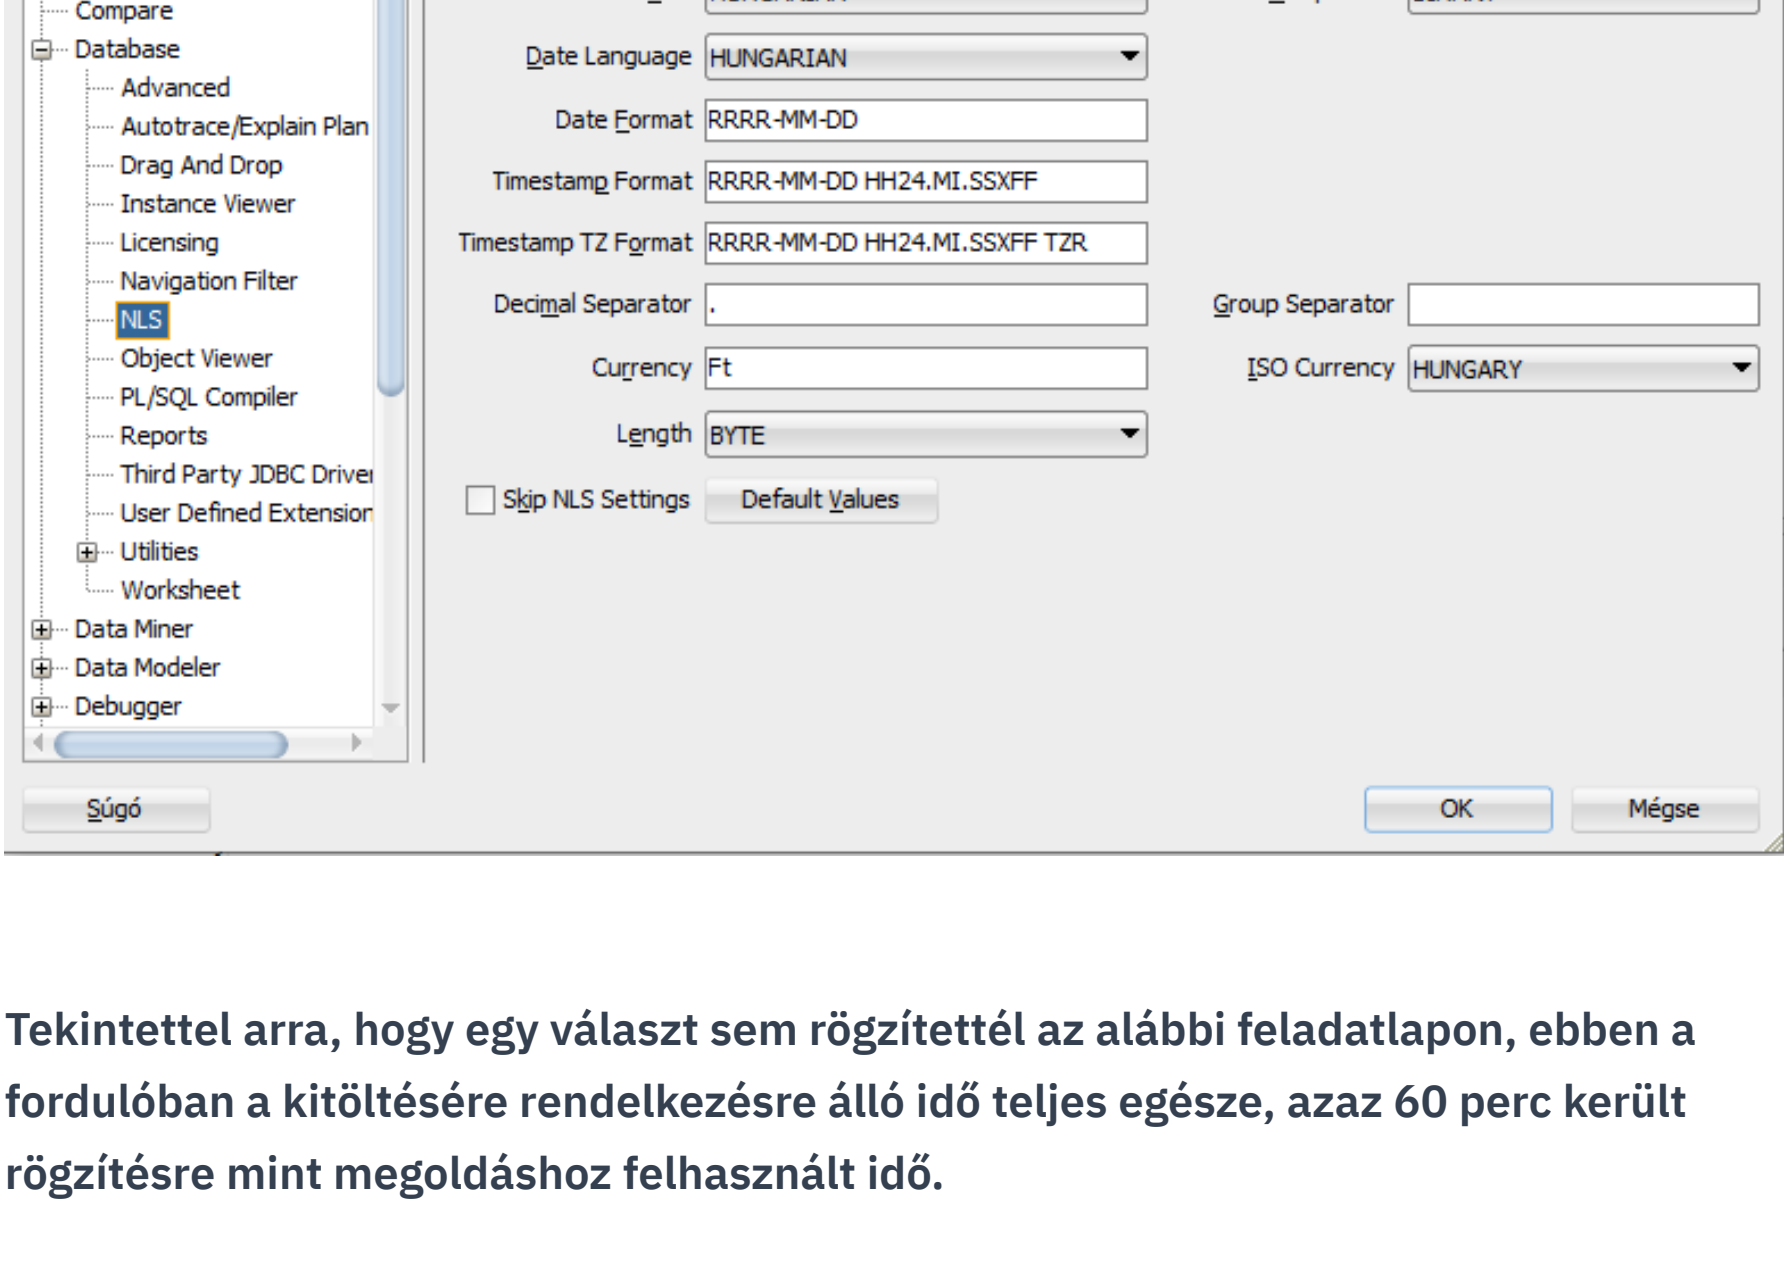 Compare
Database
Advanced
Autotrace/Explain Plan
Drag And Drop
Instance Viewer
Licensing
Navigation Filter
NLS
Object Viewer
PL/SQL Compiler
Reports
Third Party JDBC Driver
User Defined Extension
Utilities
Worksheet
Data Miner
Data Modeler
Debugger
Date Language HUNGARIAN
Date Format RRRR-MM-DD
Timestamp Format RRRR-MM-DD HH24.MI.SSXFF
Timestamp TZ Format RRRR-MM-DD HH24.MI.SSXFF TZR
Decimal Separator .
Group Separator
Currency Ft
ISO Currency HUNGARY
Length BYTE
Skip NLS Settings Default Values
Súgó
OK Mégse
Tekintettel arra, hogy egy választ sem rögzítettél az alábbi feladatlapon, ebben a
fordulóban a kitöltésére rendelkezésre álló idő teljes egésze, azaz 60 perc került
rögzítésre mint megoldáshoz felhasznált idő.